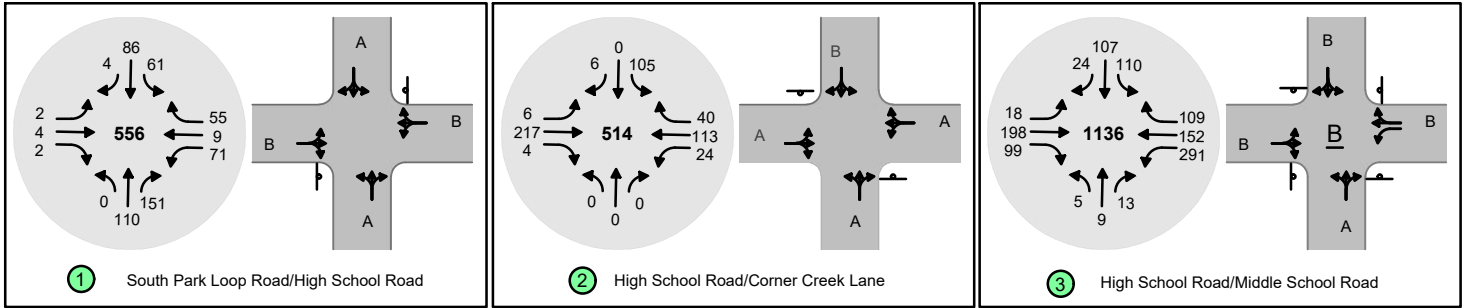 86
4 61
2 55
4 556 9
2 71
0 151
110
A
B
B
A
1 South Park Loop Road/High School Road
0
6 105
6 40
217 514 113
4 24
0 0
0
B
A
A
A
2 High School Road/Corner Creek Lane
107
24 110
18 109
198 1136 152
99 291
5 13
9
B
B
B
B
A
3 High School Road/Middle School Road